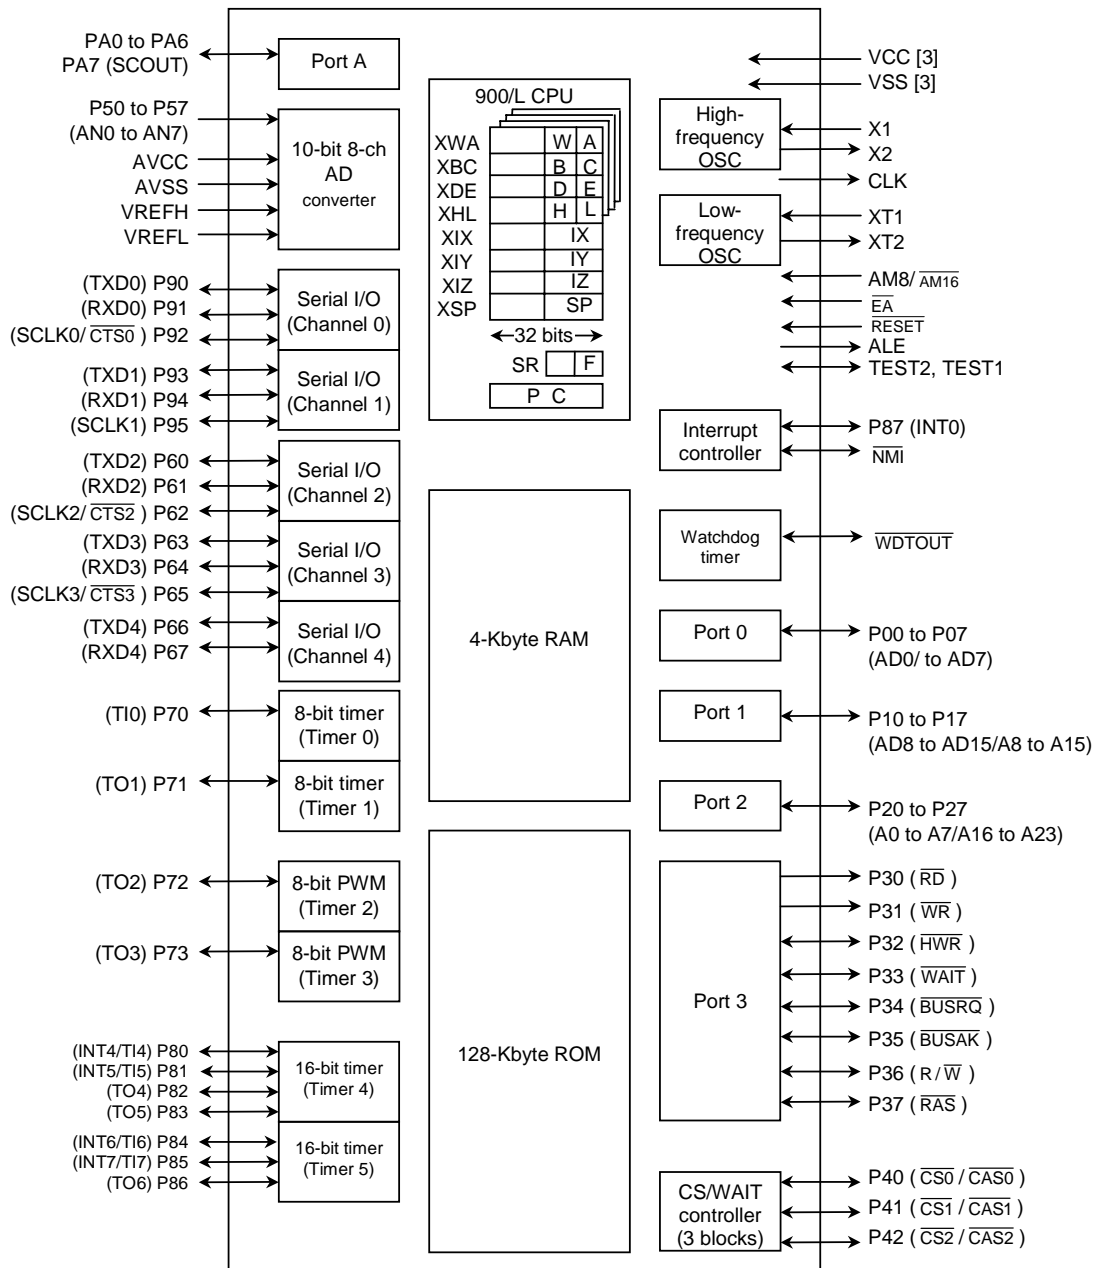 PA0 to PA6
PA7 (SCOUT)
Port A
P50 to P57
(AN0 to AN7)
AVCC
AVSS
VREFH
VREFL
10-bit 8-ch
AD
converter
(TXD0) P90
(RXD0) P91
(SCLK0/ CTS0 ) P92
Serial I/O
(Channel 0)
(TXD1) P93
(RXD1) P94
(SCLK1) P95
Serial I/O
(Channel 1)
(TXD2) P60
(RXD2) P61
(SCLK2/ CTS2 ) P62
Serial I/O
(Channel 2)
(TXD3) P63
(RXD3) P64
(SCLK3/ CTS3 ) P65
Serial I/O
(Channel 3)
(TXD4) P66
(RXD4) P67
Serial I/O
(Channel 4)
(TI0) P70
8-bit timer
(Timer 0)
(TO1) P71
8-bit timer
(Timer 1)
(TO2) P72
8-bit PWM
(Timer 2)
(TO3) P73
8-bit PWM
(Timer 3)
(INT4/TI4) P80
(INT5/TI5) P81
(TO4) P82
(TO5) P83
16-bit timer
(Timer 4)
(INT6/TI6) P84
(INT7/TI7) P85
(TO6) P86
16-bit timer
(Timer 5)
900/L CPU
XWA W A
XBC B C
XDE D E
XHL H L
XIX IX
XIY IY
XIZ IZ
XSP SP
32 bits
SR F
P C
4-Kbyte RAM
128-Kbyte ROM
VCC [3]
VSS [3]
High-
frequency
OSC
X1
X2
CLK
Low-
frequency
OSC
XT1
XT2
AM8/ AM16
EA
RESET
ALE
TEST2, TEST1
Interrupt
controller
P87 (INT0)
NMI
Watchdog
timer
WDTOUT
Port 0
P00 to P07
(AD0/ to AD7)
Port 1
P10 to P17
(AD8 to AD15/A8 to A15)
Port 2
P20 to P27
(A0 to A7/A16 to A23)
Port 3
P30 ( RD )
P31 ( WR )
P32 ( HWR )
P33 ( WAIT )
P34 ( BUSRQ )
P35 ( BUSAK )
P36 ( R / W )
P37 ( RAS )
CS/WAIT
controller
(3 blocks)
P40 ( CS0 / CAS0 )
P41 ( CS1 / CAS1 )
P42 ( CS2 / CAS2 )